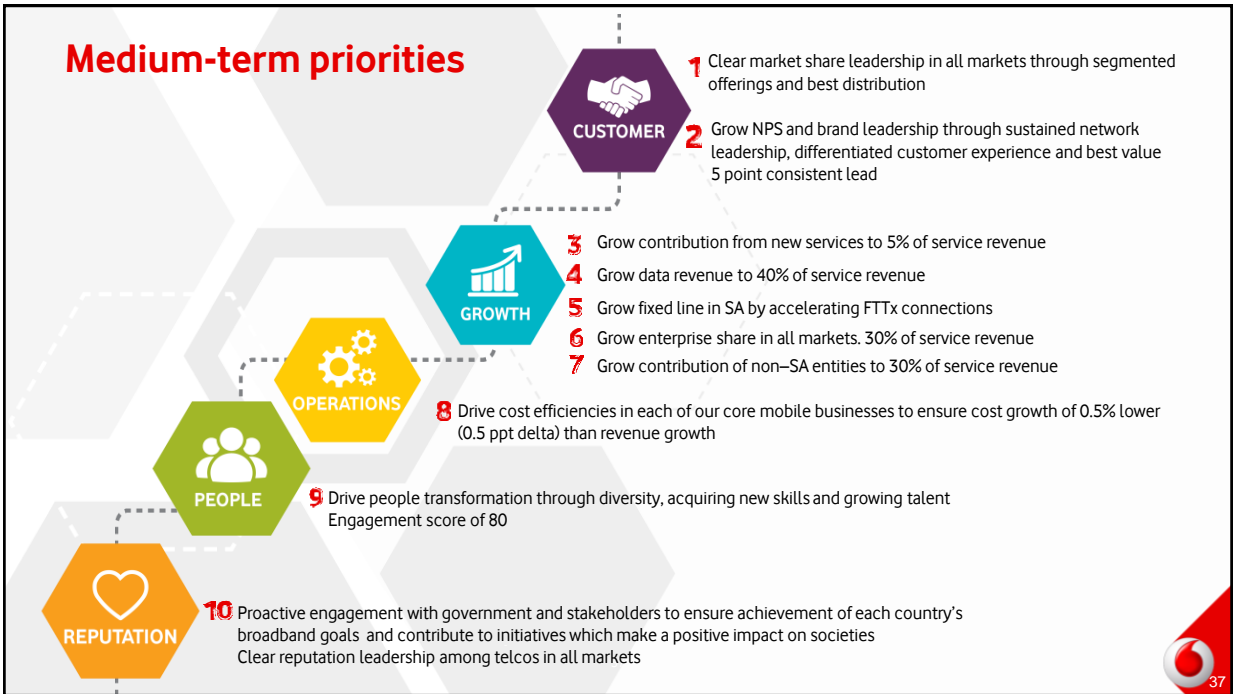 Medium-term priorities
CUSTOMER
1 Clear market share leadership in all markets through segmented
offerings and best distribution
2 Grow NPS and brand leadership through sustained network
leadership, differentiated customer experience and best value
5 point consistent lead
GROWTH
3 Grow contribution from new services to 5% of service revenue
4 Grow data revenue to 40% of service revenue
5 Grow fixed line in SA by accelerating FTTx connections
6 Grow enterprise share in all markets. 30% of service revenue
7 Grow contribution of non–SA entities to 30% of service revenue
OPERATIONS
8 Drive cost efficiencies in each of our core mobile businesses to ensure cost growth of 0.5% lower
(0.5 ppt delta) than revenue growth
PEOPLE
9 Drive people transformation through diversity, acquiring new skills and growing talent
Engagement score of 80
REPUTATION
10 Proactive engagement with government and stakeholders to ensure achievement of each country's
broadband goals and contribute to initiatives which make a positive impact on societies
Clear reputation leadership among telcos in all markets
37